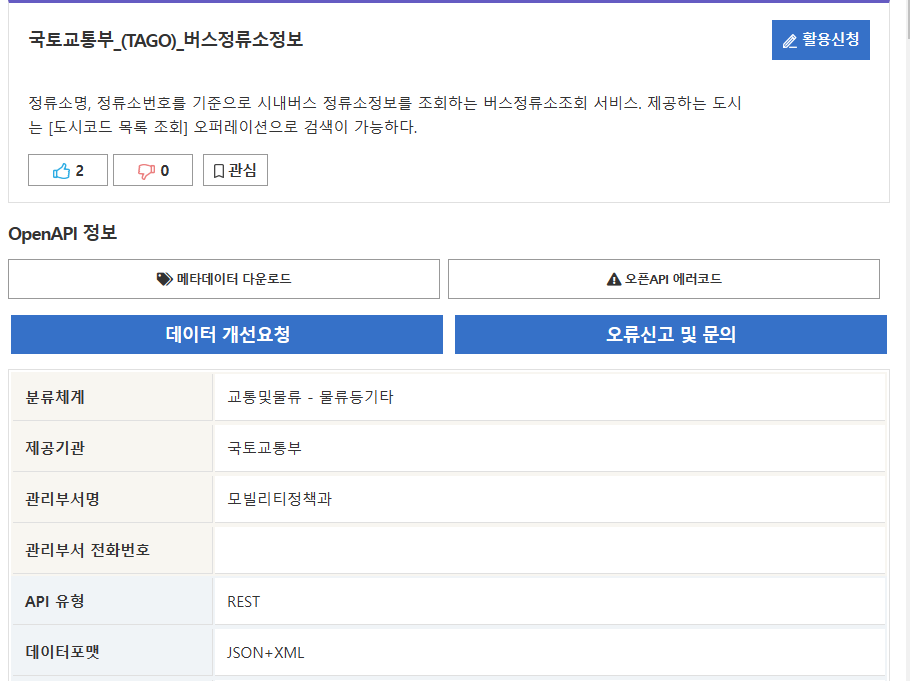 국토교통부_(TAGO)_버스정류소정보
활용신청
정류소명, 정류소번호를 기준으로 시내버스 정류소정보를 조회하는 버스정류소조회 서비스. 제공하는 도시
는 [도시코드 목록 조회] 오퍼레이션으로 검색이 가능하다.
2
0
관심
OpenAPI 정보
메타데이터 다운로드
오픈API 에러코드
데이터 개선요청
오류신고 및 문의
분류체계
교통및물류 - 물류등기타
제공기관
국토교통부
관리부서명
모빌리티정책과
관리부서 전화번호
API 유형
REST
데이터포맷
JSON+XML